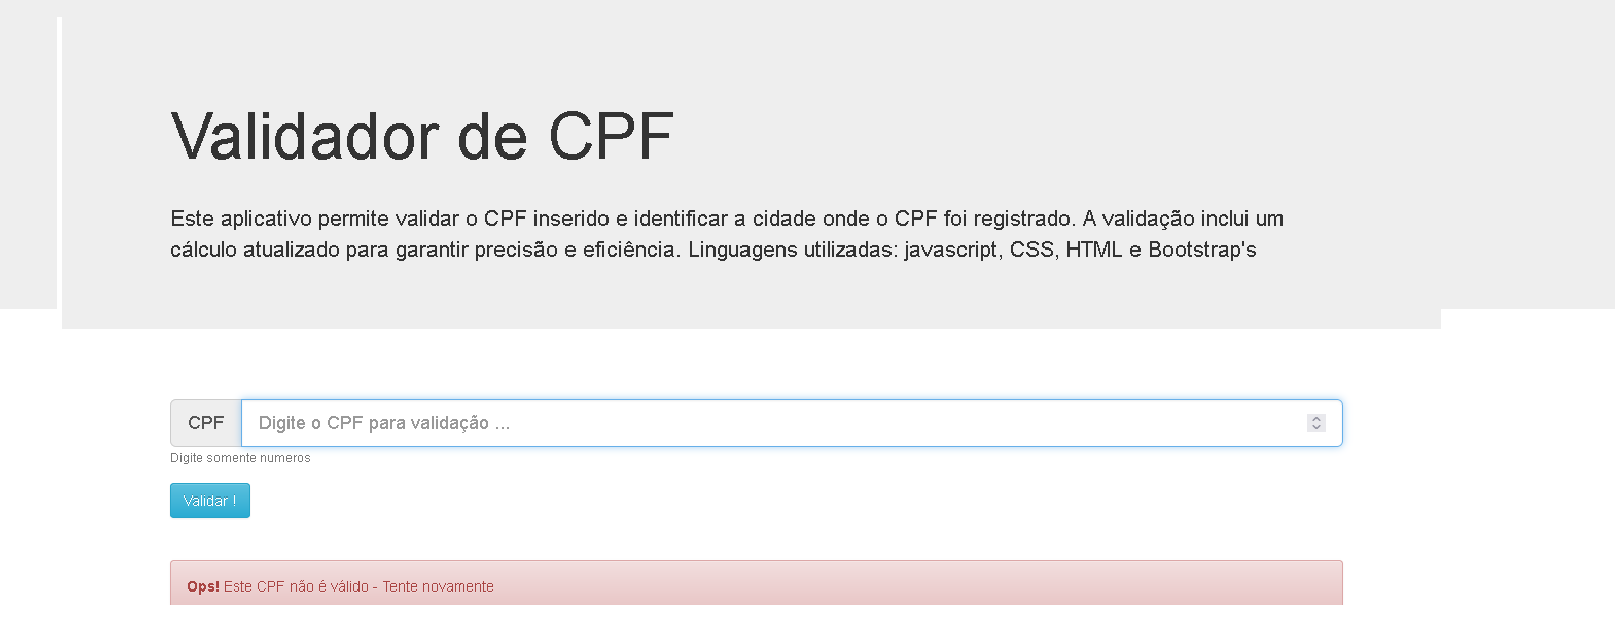 Validador de CPF
Este aplicativo permite validar o CPF inserido e identificar a cidade onde o CPF foi registrado. A validação inclui um
cálculo atualizado para garantir precisão e eficiência. Linguagens utilizadas: javascript, CSS, HTML e Bootstrap's
CPF Digite o CPF para validação ...
Digite somente numeros
Validar !
Ops! Este CPF não é válido - Tente novamente